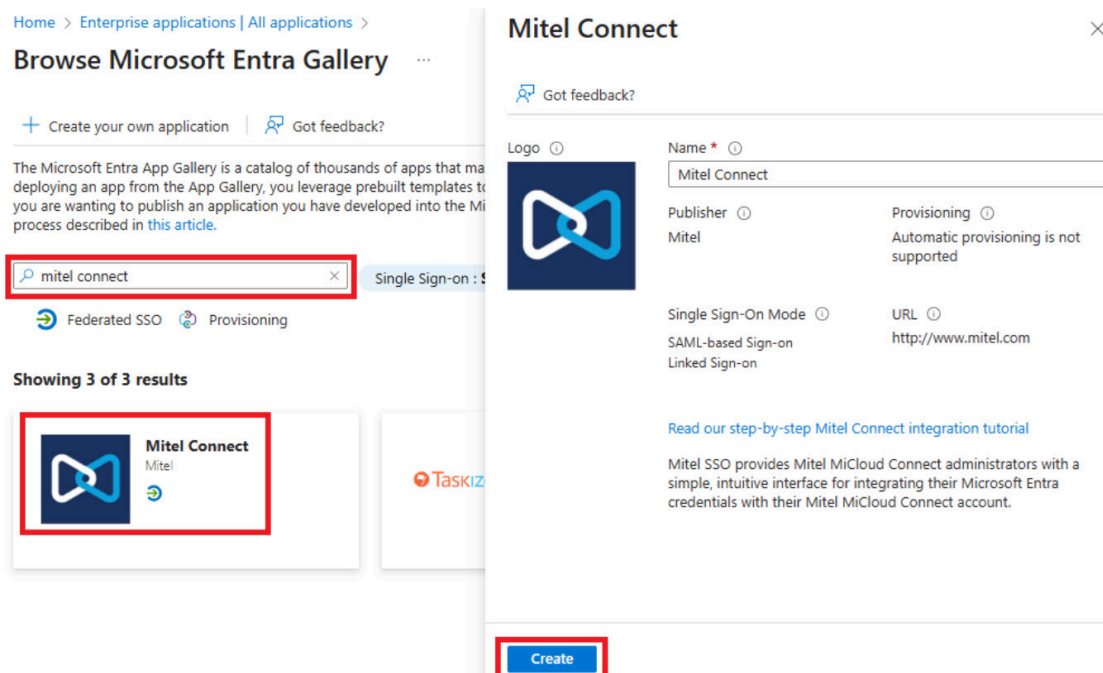 Home > Enterprise applications | All applications >
Browse Microsoft Entra Gallery ...
+ Create your own application | Got feedback?
The Microsoft Entra App Gallery is a catalog of thousands of apps that ma
deploying an app from the App Gallery, you leverage prebuilt templates to
you are wanting to publish an application you have developed into the Mi
process described in this article.
mitel connect
Single Sign-on :
Federated SSO Provisioning
Showing 3 of 3 results
Mitel Connect
Mitel
Taskiz
Mitel Connect
Got feedback?
Logo
Name *
Mitel Connect
Publisher
Mitel
Provisioning
Automatic provisioning is not
supported
Single Sign-On Mode
SAML-based Sign-on
Linked Sign-on
URL
http://www.mitel.com
Read our step-by-step Mitel Connect integration tutorial
Mitel SSO provides Mitel MiCloud Connect administrators with a
simple, intuitive interface for integrating their Microsoft Entra
credentials with their Mitel MiCloud Connect account.
Create